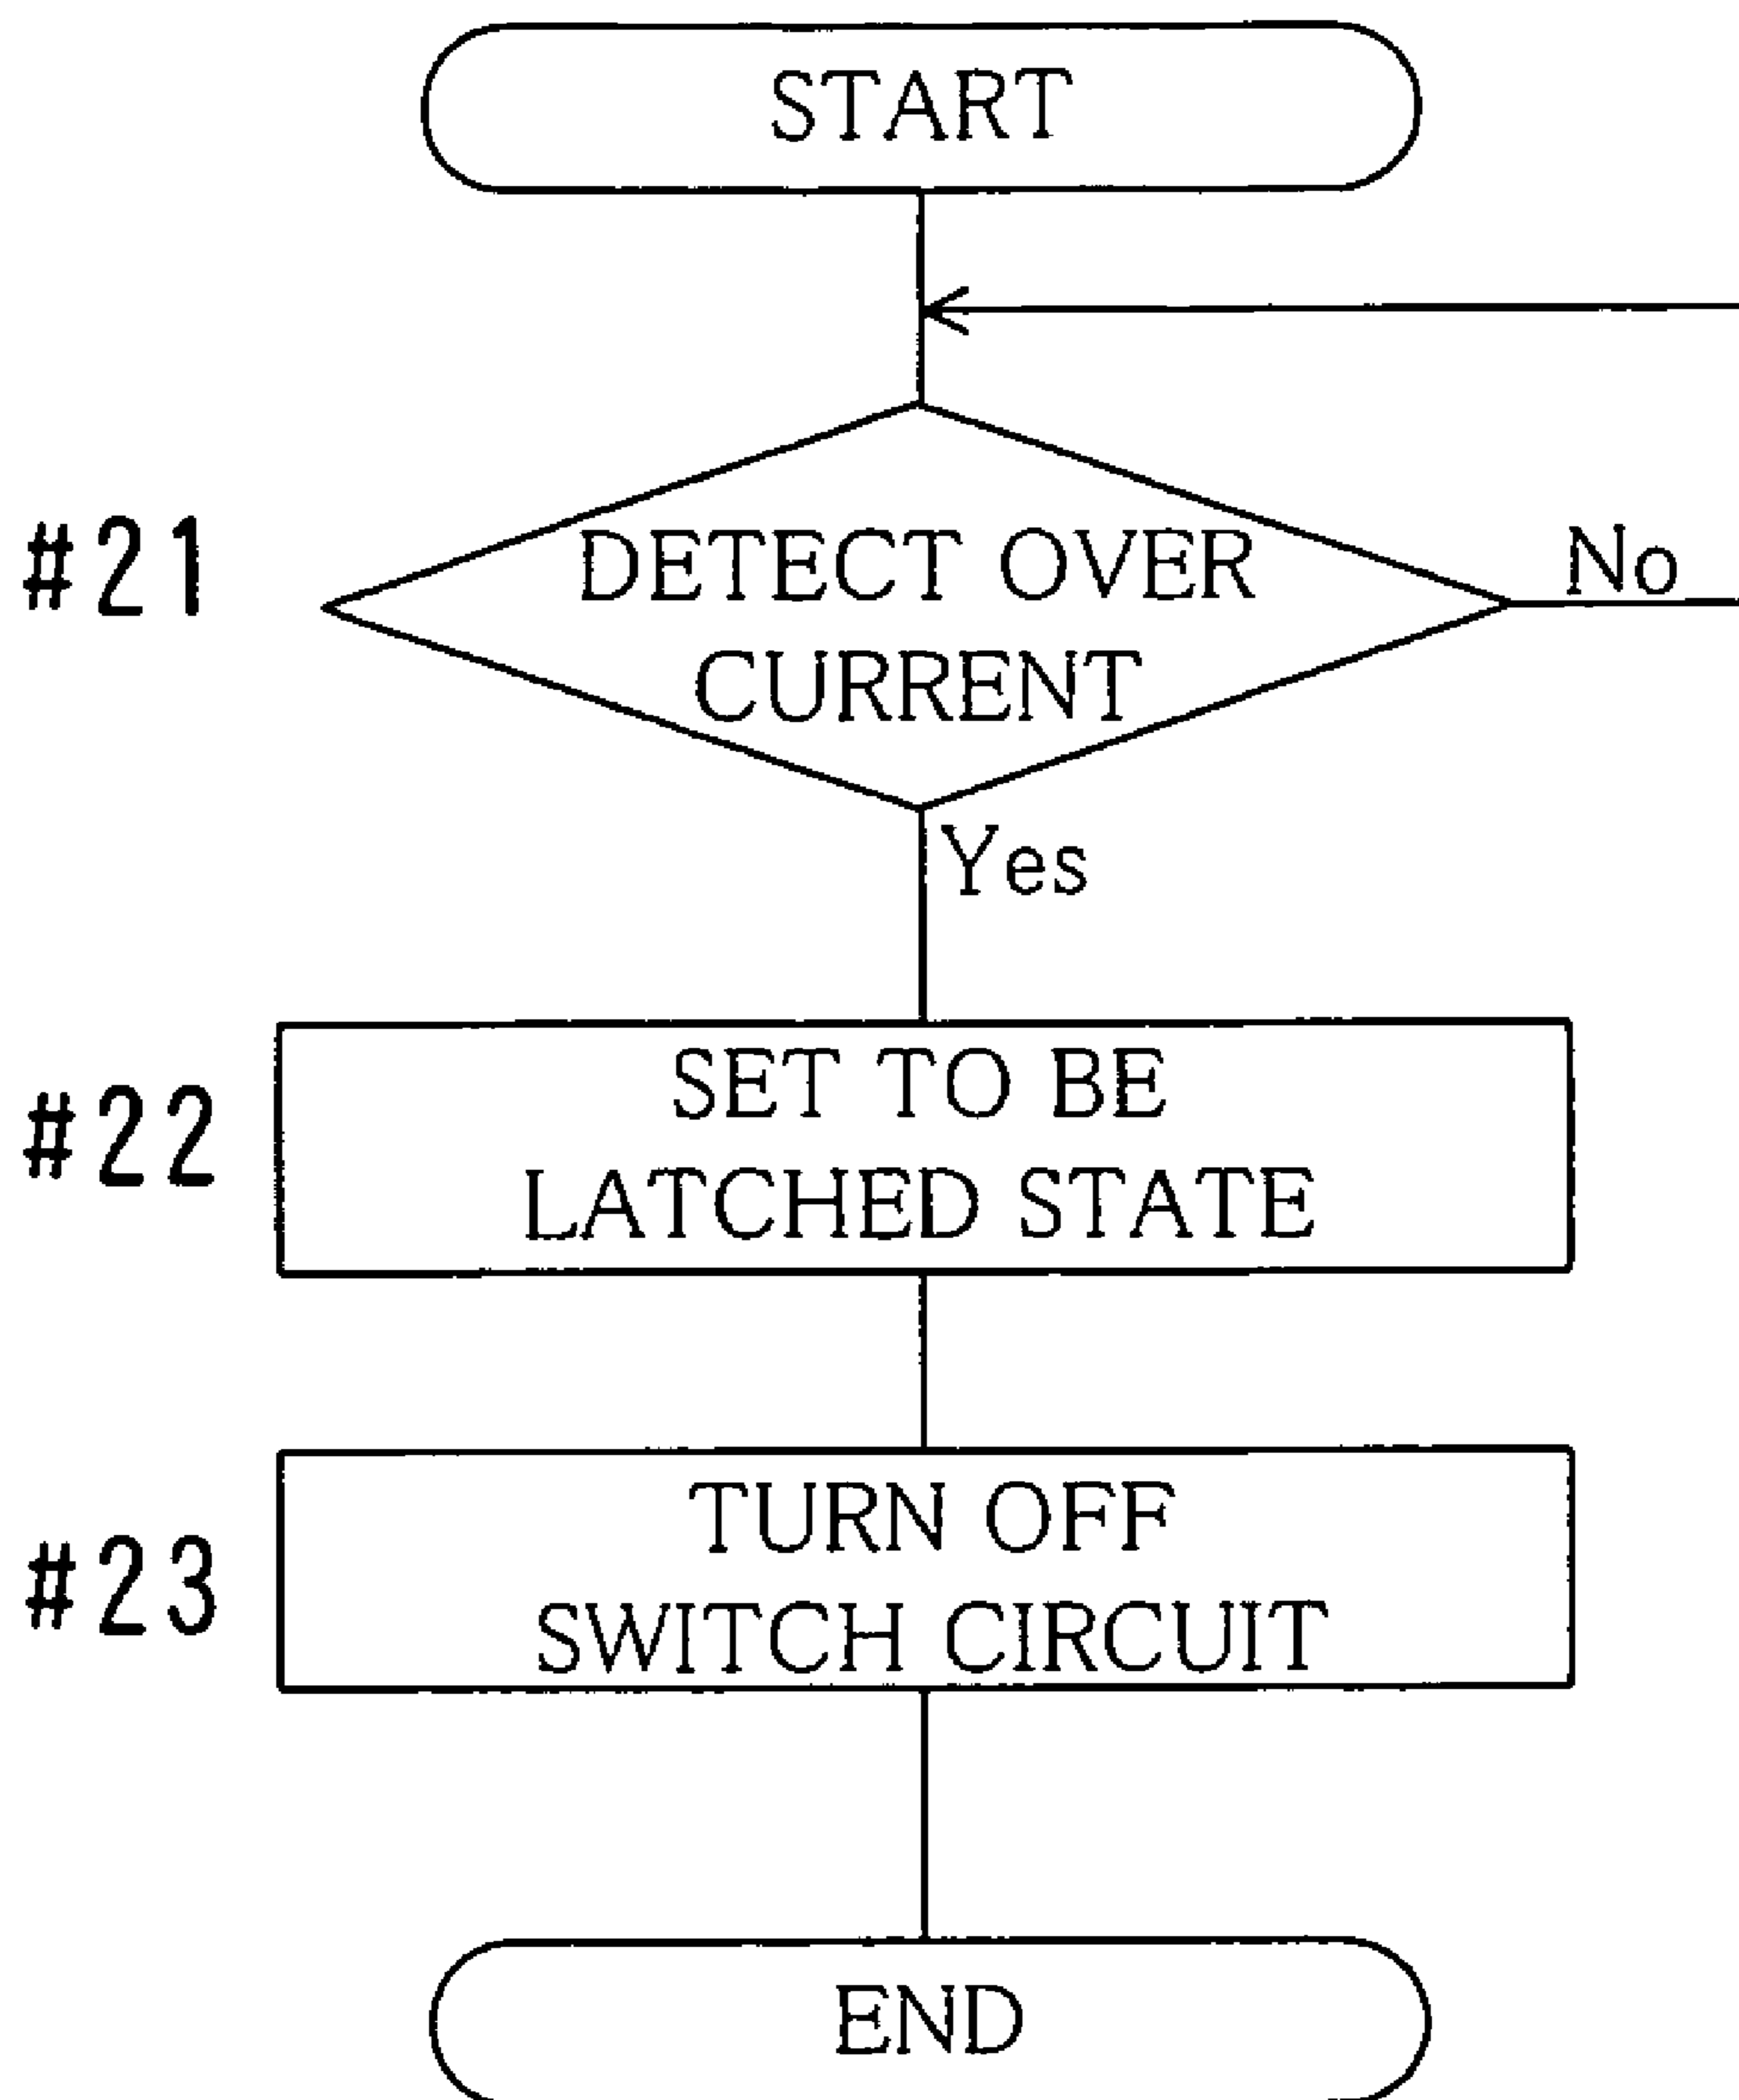 START
#21
DETECT OVER
CURRENT
No
Yes
#22
SET TO BE
LATCHED STATE
#23
TURN OFF
SWITCH CIRCUIT
END